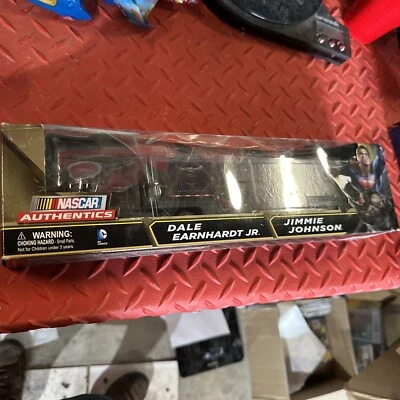 NASCAR
AUTHENTICS
WARNING:
CHOKING HAZARD - Small Parts.
Not for Children under 3 years.
DALE
EARNHARDT JR.
JIMMIE
JOHNSON